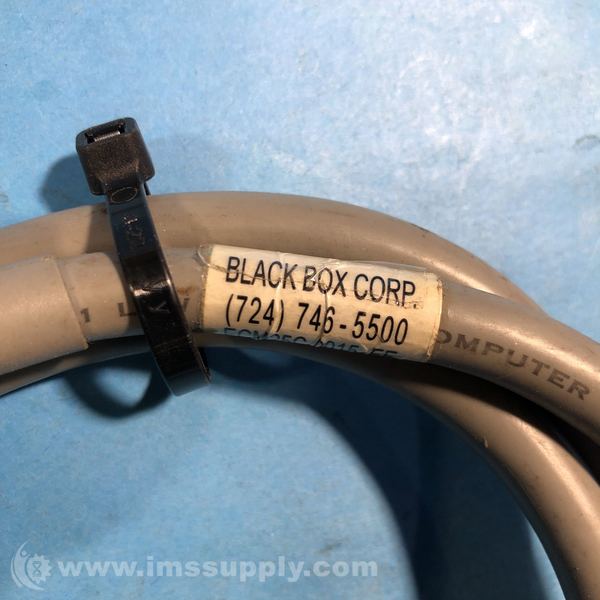 BLACK BOX CORP.
(724) 746-5500
COMPUTER
www.imssupply.com